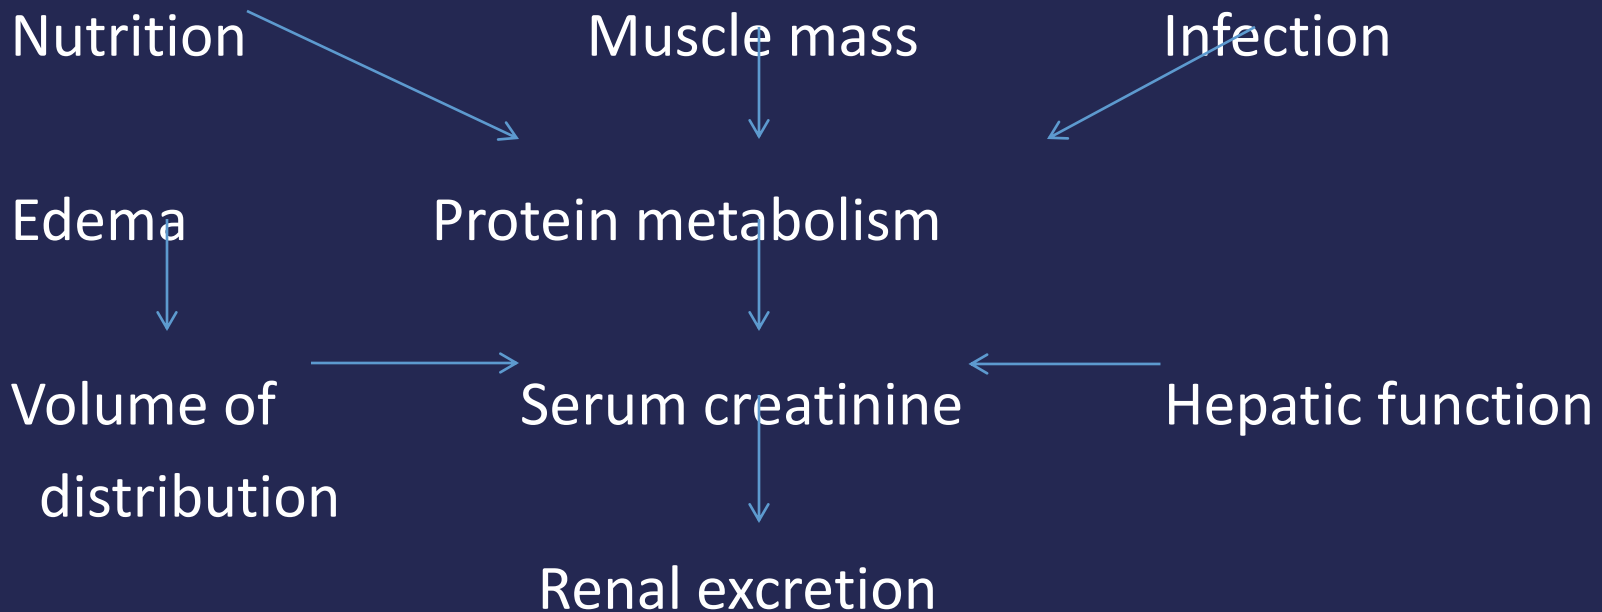 Nutrition Muscle mass Infection
Edema Protein metabolism
Volume of Serum creatinine Hepatic function
distribution
Renal excretion